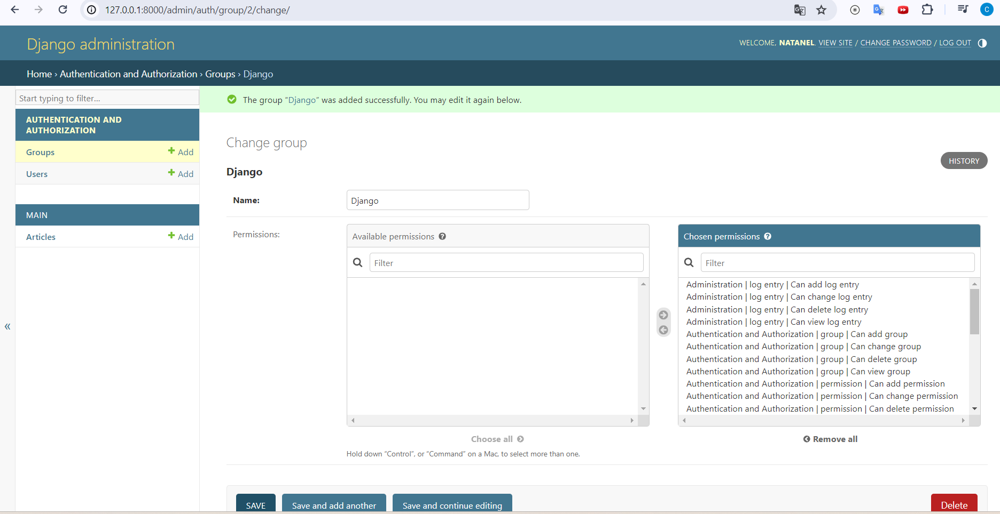 127.0.0.1:8000/admin/auth/group/2/change/
C
Django administration
WELCOME, NATANEL. VIEW SITE / CHANGE PASSWORD / LOG OUT
Home › Authentication and Authorization › Groups › Django
Start typing to filter...
AUTHENTICATION AND
AUTHORIZATION
Groups
+ Add
Users
+ Add
MAIN
Articles
+ Add
«
The group “Django” was added successfully. You may edit it again below.
Change group
HISTORY
Django
Name:
Django
Permissions:
Available permissions ?
Filter
Choose all
Hold down “Control”, or “Command” on a Mac, to select more than one.
Chosen permissions ?
Filter
Administration | log entry | Can add log entry
Administration | log entry | Can change log entry
Administration | log entry | Can delete log entry
Administration | log entry | Can view log entry
Authentication and Authorization | group | Can add group
Authentication and Authorization | group | Can change group
Authentication and Authorization | group | Can delete group
Authentication and Authorization | group | Can view group
Authentication and Authorization | permission | Can add permission
Authentication and Authorization | permission | Can change permission
Authentication and Authorization | permission | Can delete permission
Remove all
SAVE
Save and add another
Save and continue editing
Delete